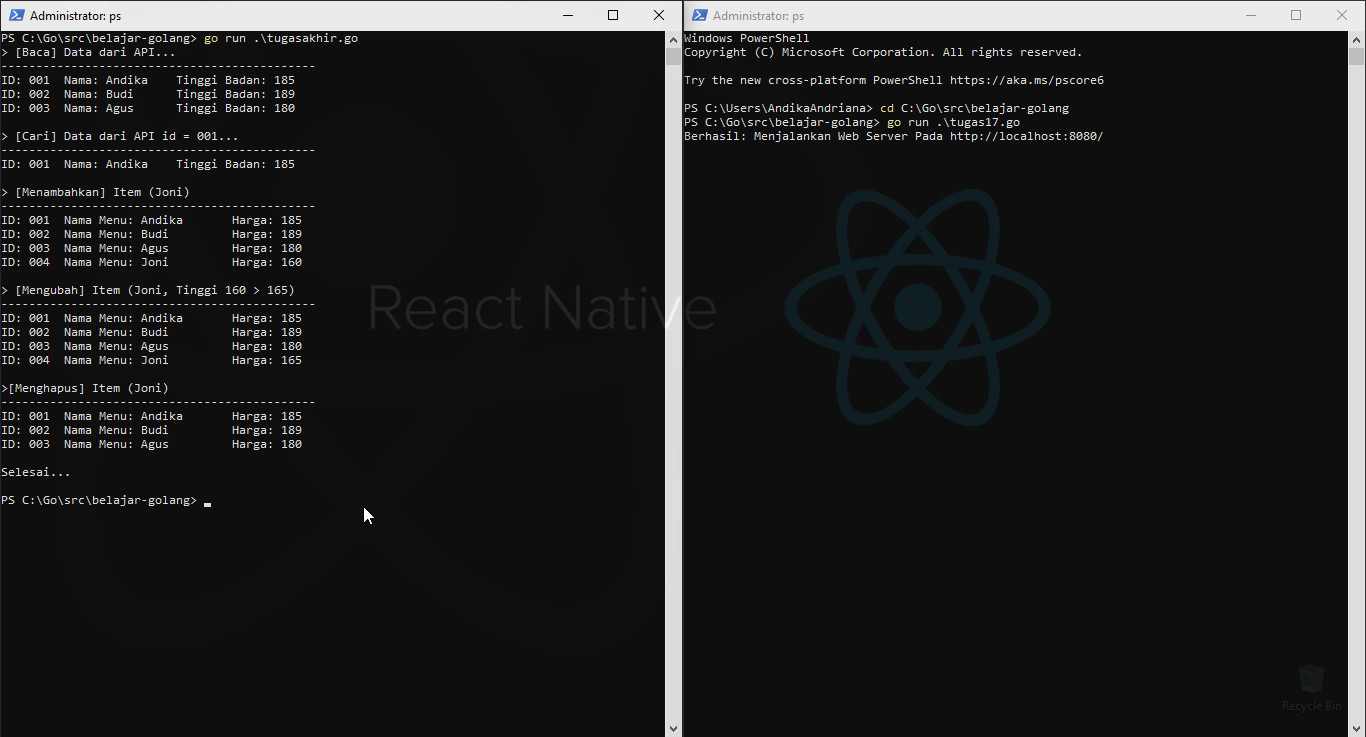 Administrator: ps
PS C:\Go\src\belajar-golang> go run .\tugasakhir.go
> [Baca] Data dari API...
---------------------------------------------
ID: 001  Nama: Andika    Tinggi Badan: 185
ID: 002  Nama: Budi      Tinggi Badan: 189
ID: 003  Nama: Agus      Tinggi Badan: 180
> [Cari] Data dari API id = 001...
---------------------------------------------
ID: 001  Nama: Andika    Tinggi Badan: 185
> [Menambahkan] Item (Joni)
---------------------------------------------
ID: 001  Nama Menu: Andika       Harga: 185
ID: 002  Nama Menu: Budi         Harga: 189
ID: 003  Nama Menu: Agus         Harga: 180
ID: 004  Nama Menu: Joni         Harga: 160
> [Mengubah] Item (Joni, Tinggi 160 > 165)
---------------------------------------------
ID: 001  Nama Menu: Andika       Harga: 185
ID: 002  Nama Menu: Budi         Harga: 189
ID: 003  Nama Menu: Agus         Harga: 180
ID: 004  Nama Menu: Joni         Harga: 165
>[Menghapus] Item (Joni)
---------------------------------------------
ID: 001  Nama Menu: Andika       Harga: 185
ID: 002  Nama Menu: Budi         Harga: 189
ID: 003  Nama Menu: Agus         Harga: 180
Selesai...
PS C:\Go\src\belajar-golang>
Administrator: ps
Windows PowerShell
Copyright (C) Microsoft Corporation. All rights reserved.
Try the new cross-platform PowerShell https://aka.ms/pscore6
PS C:\Users\AndikaAndriana> cd C:\Go\src\belajar-golang
PS C:\Go\src\belajar-golang> go run .\tugas17.go
Berhasil: Menjalankan Web Server Pada http://localhost:8080/
React Native
Recycle Bin